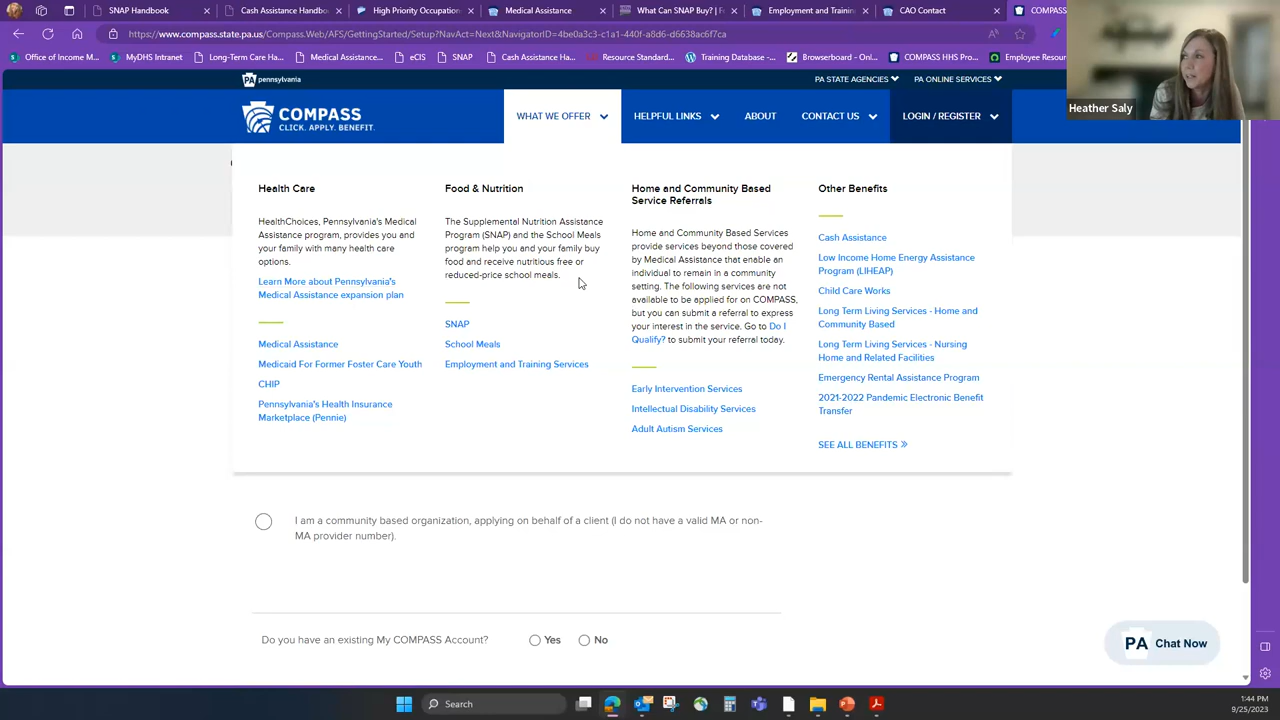 SNAP Handbook
Cash Assistance Handbo
High Priority Occupation
Medical Assistance
What Can SNAP Buy? | F
Employment and Trainin
CAO Contact
COMPASS
https://www.compass.state.pa.us/Compass.Web/AFS/GettingStarted/Setup?NavAct=Next&NavigatorID=4be0a3c3-c1a1-440f-a8d6-d6638ac6f7ca
Office of Income M...
MyDHS Intranet
Long-Term Care Ha...
Medical Assistance...
eCIS
SNAP
Cash Assistance Ha...
Resource Standard...
Training Database -...
Browserboard - Onl...
COMPASS HHS Pro...
Employee Resour
Heather Saly
PA pennsylvania
PA STATE AGENCIES
PA ONLINE SERVICES
COMPASS
CLICK. APPLY. BENEFIT.
WHAT WE OFFER
HELPFUL LINKS
ABOUT
CONTACT US
LOGIN / REGISTER
Health Care
HealthChoices, Pennsylvania's Medical
Assistance program, provides you and
your family with many health care
options.
Learn More about Pennsylvania's
Medical Assistance expansion plan
Medical Assistance
Medicaid For Former Foster Care Youth
CHIP
Pennsylvania's Health Insurance
Marketplace (Pennie)
Food & Nutrition
The Supplemental Nutrition Assistance
Program (SNAP) and the School Meals
program help you and your family buy
food and receive nutritious free or
reduced-price school meals.
SNAP
School Meals
Employment and Training Services
Home and Community Based
Service Referrals
Home and Community Based Services
provide services beyond those covered
by Medical Assistance that enable an
individual to remain in a community
setting. The following services are not
available to be applied for on COMPASS,
but you can submit a referral to express
your interest in the service. Go to Do I
Qualify? to submit your referral today.
Early Intervention Services
Intellectual Disability Services
Adult Autism Services
Other Benefits
Cash Assistance
Low Income Home Energy Assistance
Program (LIHEAP)
Child Care Works
Long Term Living Services - Home and
Community Based
Long Term Living Services - Nursing
Home and Related Facilities
Emergency Rental Assistance Program
2021-2022 Pandemic Electronic Benefit
Transfer
SEE ALL BENEFITS
I am a community based organization, applying on behalf of a client (I do not have a valid MA or non-
MA provider number).
Do you have an existing My COMPASS Account?
Yes
No
PA Chat Now
Search
1:44 PM
9/25/2023